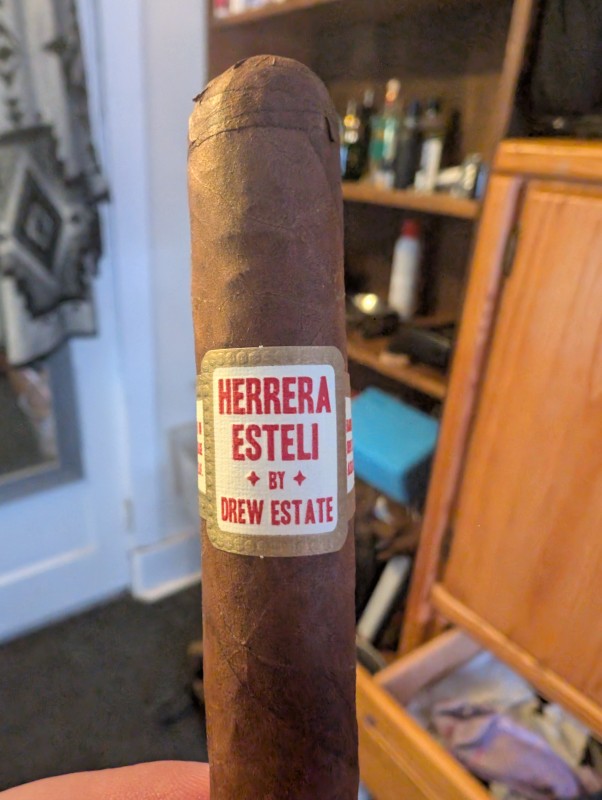 HERRERA
ESTELI
✦ BY ✦
DREW ESTATE